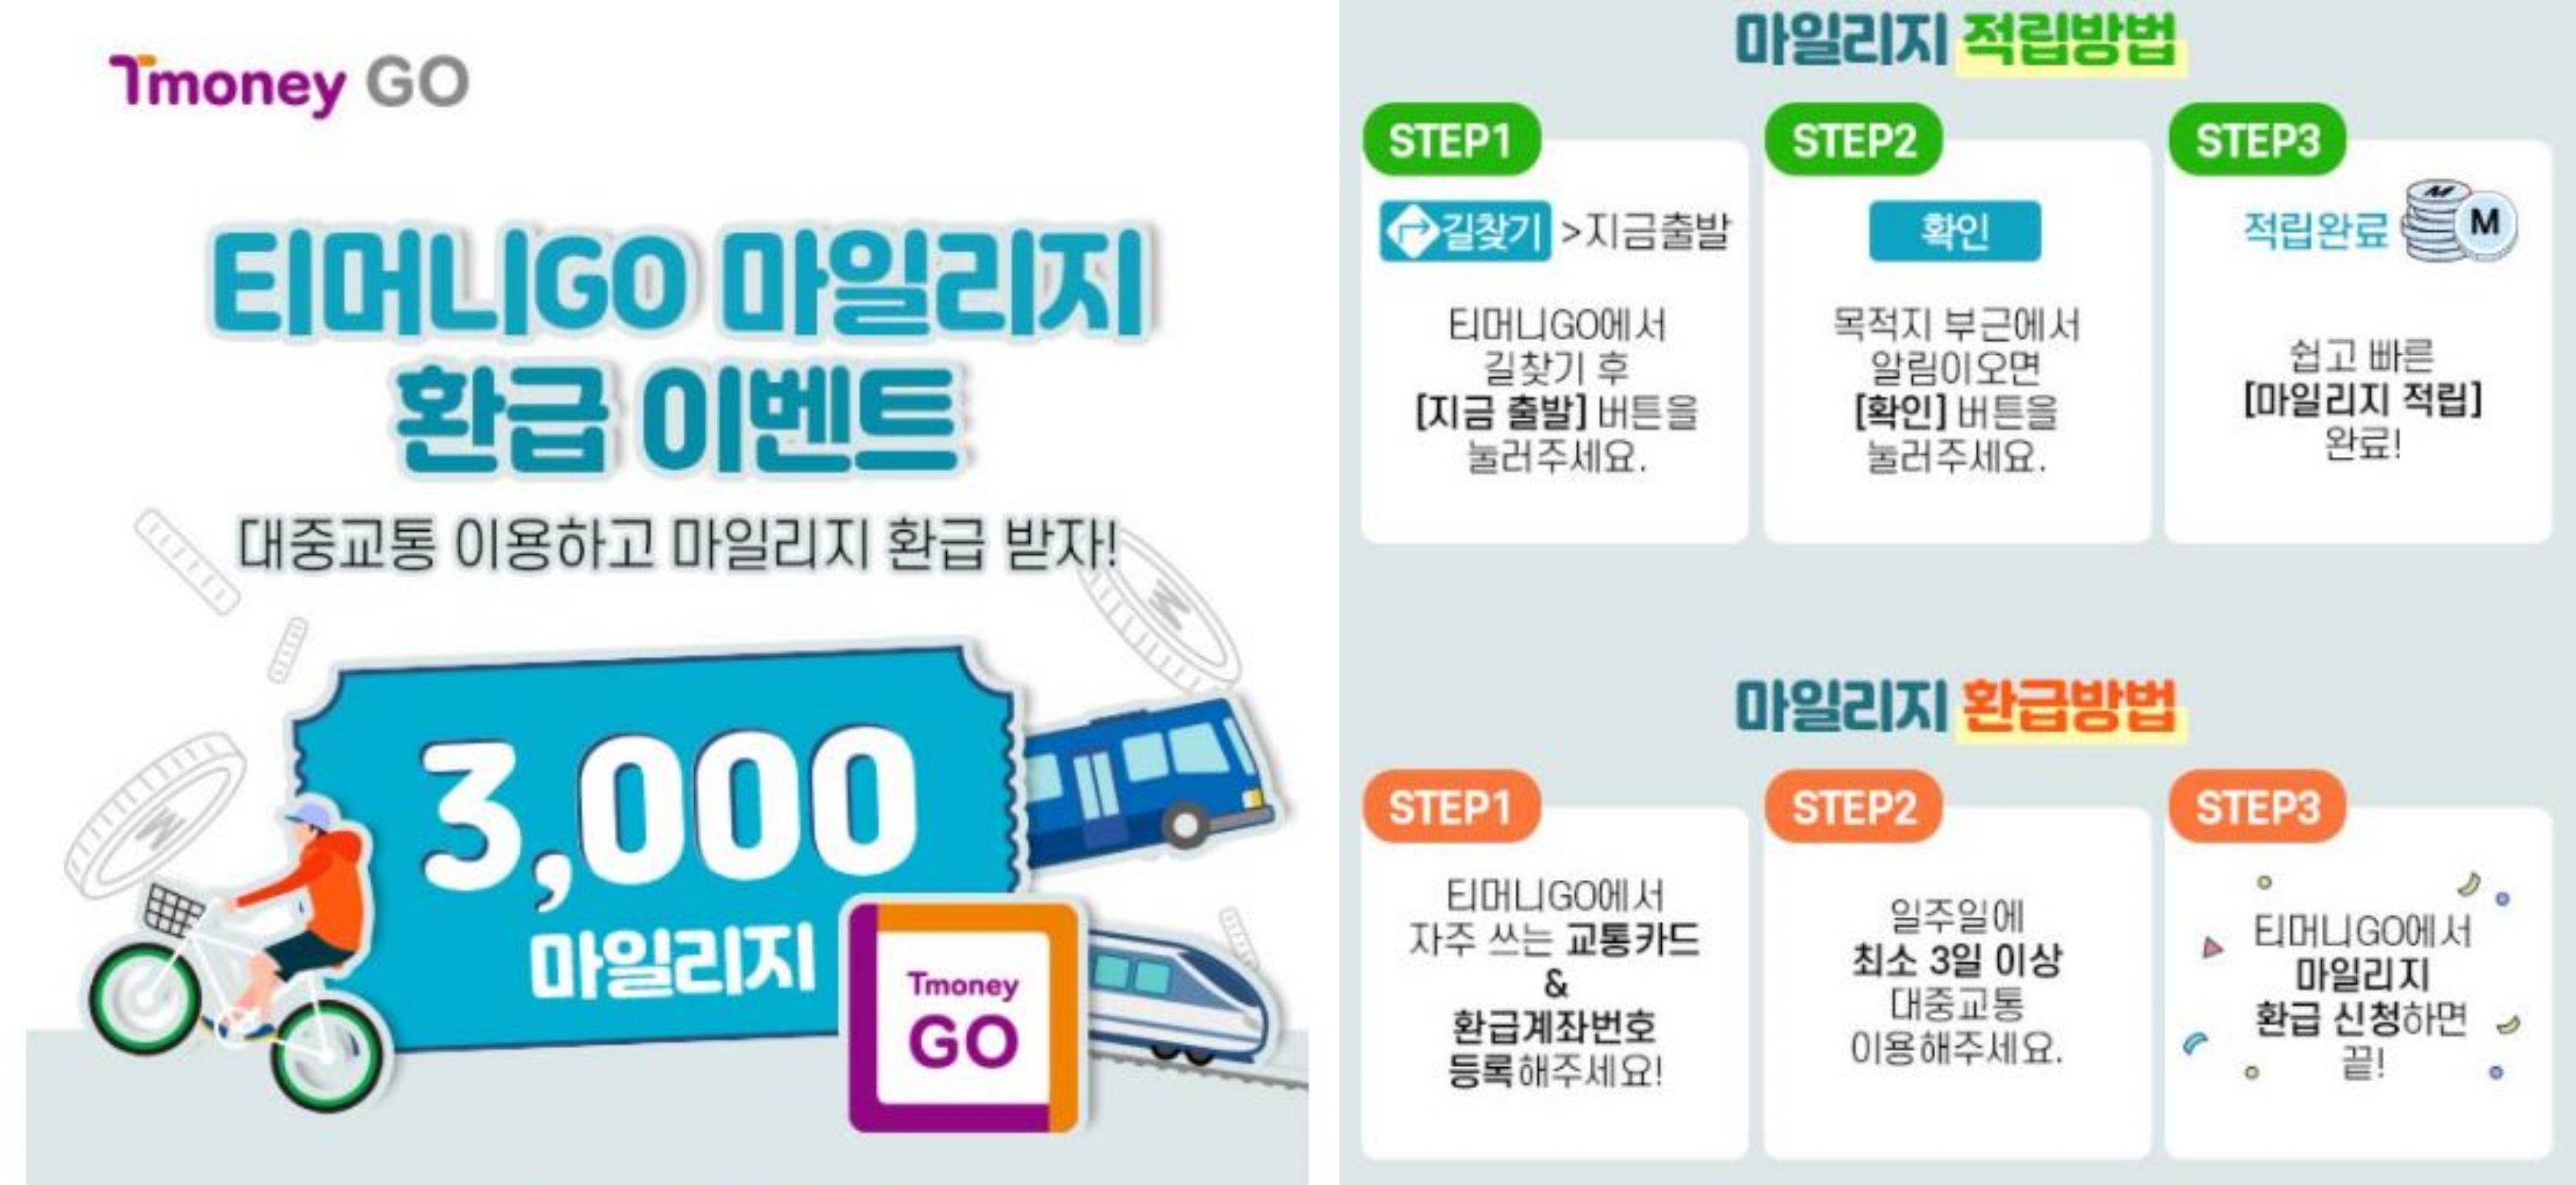 Tmoney GO
티머니GO 마일리지
환급 이벤트
대중교통 이용하고 마일리지 환급 받자!
3,000
마일리지
Tmoney
GO
마일리지 적립방법
STEP1
길찾기 >지금출발
티머니GO에서
길찾기 후
[지금 출발] 버튼을
눌러주세요.
STEP2
확인
목적지 부근에서
알림이오면
[확인] 버튼을
눌러주세요.
STEP3
적립완료 M
쉽고 빠른
[마일리지 적립]
완료!
마일리지 환급방법
STEP1
티머니GO에서
자주 쓰는 교통카드
&
환급계좌번호
등록해주세요!
STEP2
일주일에
최소 3일 이상
대중교통
이용해주세요.
STEP3
티머니GO에서
마일리지
환급 신청하면
끝!